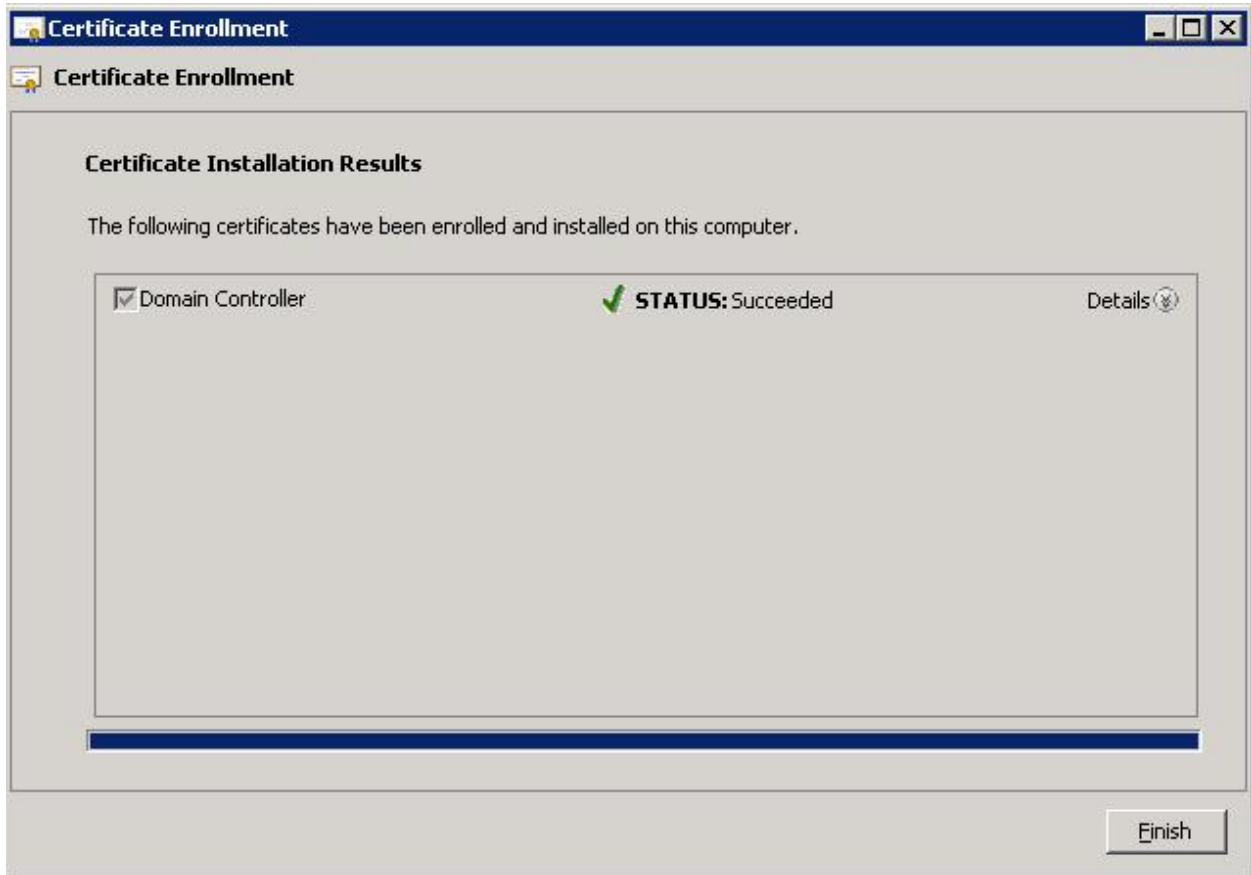 Certificate Enrollment
Certificate Enrollment
Certificate Installation Results
The following certificates have been enrolled and installed on this computer.
Domain Controller STATUS: Succeeded Details
Finish